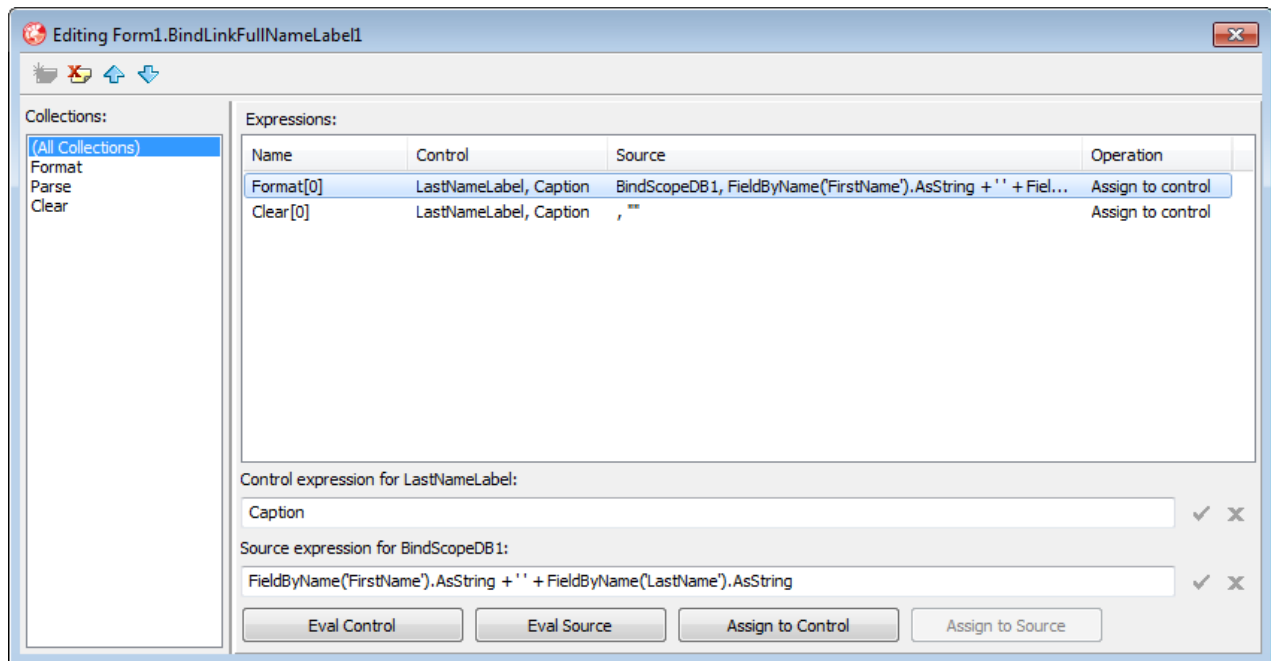 Editing Form1.BindLinkFullNameLabel1
Collections:
(All Collections)
Format
Parse
Clear
Expressions:
Name Control Source Operation
Format[0] LastNameLabel, Caption BindScopeDB1, FieldByName('FirstName').AsString + ' ' + Fiel... Assign to control
Clear[0] LastNameLabel, Caption , "" Assign to control
Control expression for LastNameLabel:
Caption
Source expression for BindScopeDB1:
FieldByName('FirstName').AsString + ' ' + FieldByName('LastName').AsString
Eval Control Eval Source Assign to Control Assign to Source